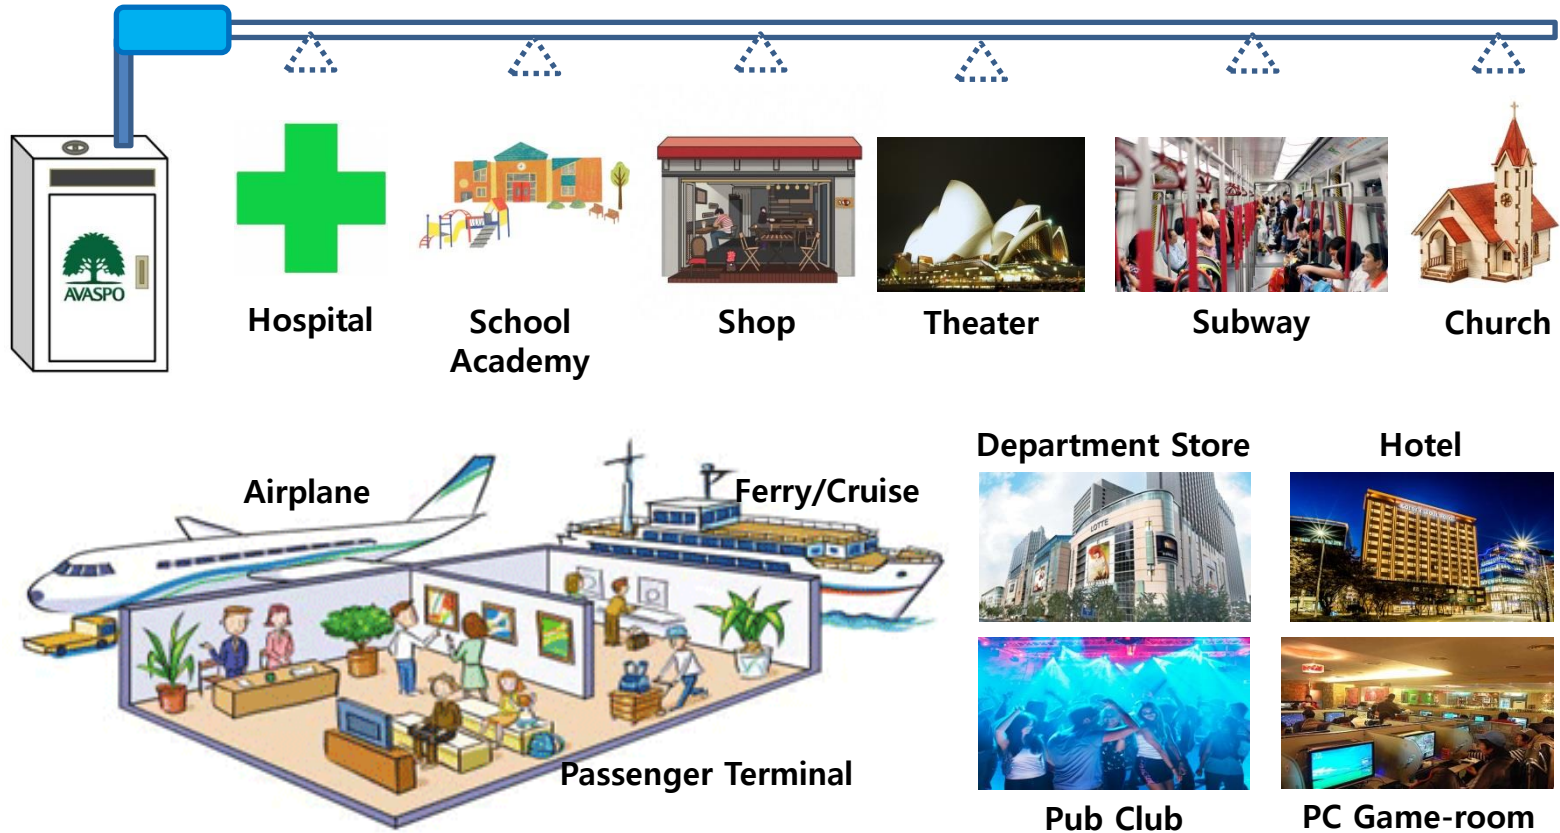 AVASPO
Hospital
School
Academy
Shop
Theater
Subway
Church
Airplane
Ferry/Cruise
Passenger Terminal
Department Store
Hotel
LOTTE
Pub Club
PC Game-room